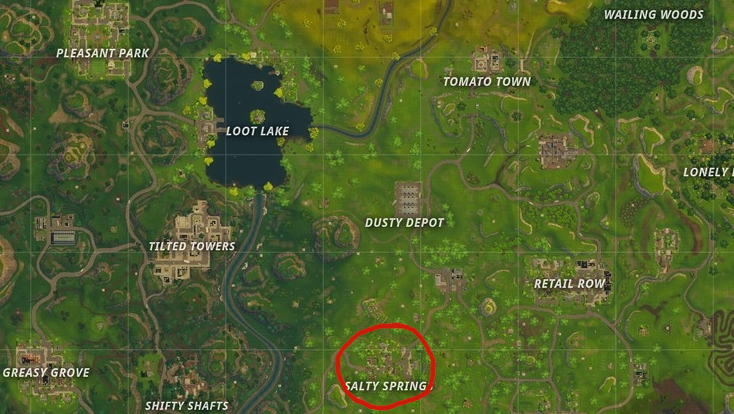 WAILING WOODS
PLEASANT PARK
TOMATO TOWN
LOOT LAKE
LONELY
DUSTY DEPOT
TILTED TOWERS
RETAIL ROW
GREASY GROVE
SALTY SPRINGS
SHIFTY SHAFTS